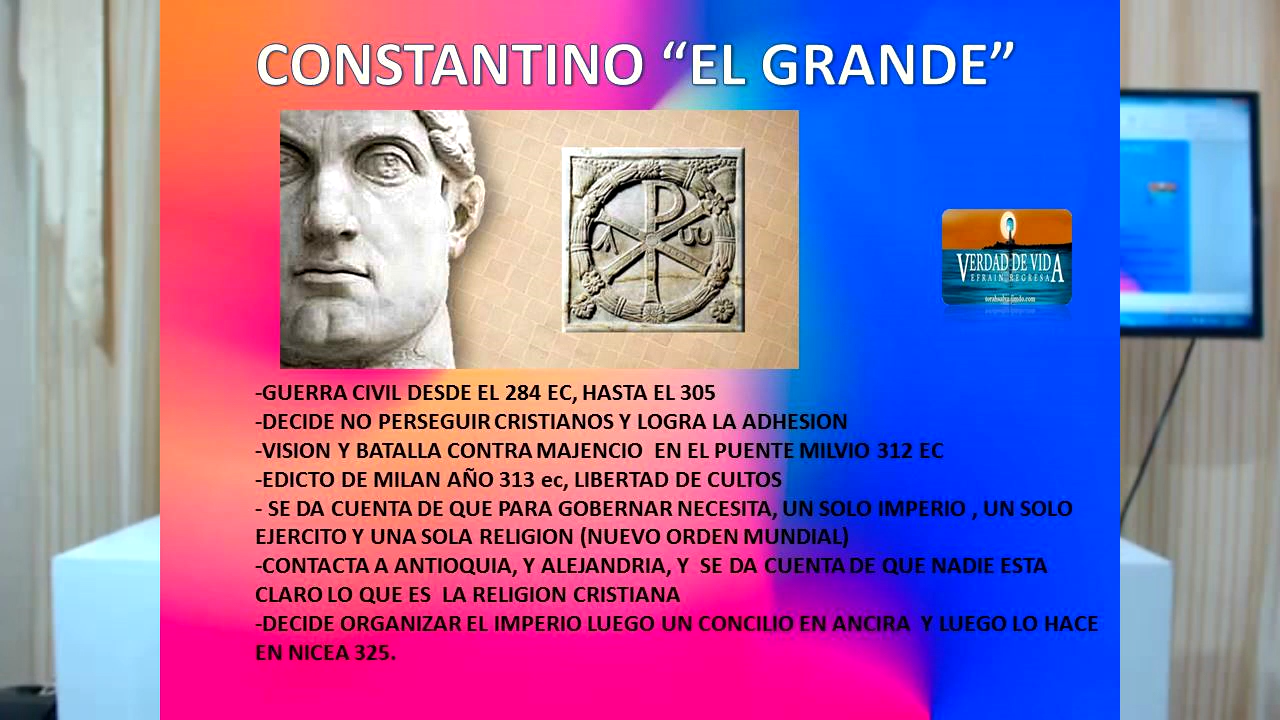 CONSTANTINO “EL GRANDE”
VERDAD DE VIDA
EFRAIN REGRESA
-GUERRA CIVIL DESDE EL 284 EC, HASTA EL 305
-DECIDE NO PERSEGUIR CRISTIANOS Y LOGRA LA ADHESION
-VISION Y BATALLA CONTRA MAJENCIO EN EL PUENTE MILVIO 312 EC
-EDICTO DE MILAN AÑO 313 ec, LIBERTAD DE CULTOS
- SE DA CUENTA DE QUE PARA GOBERNAR NECESITA, UN SOLO IMPERIO , UN SOLO
EJERCITO Y UNA SOLA RELIGION (NUEVO ORDEN MUNDIAL)
-CONTACTA A ANTIOQUIA, Y ALEJANDRIA, Y SE DA CUENTA DE QUE NADIE ESTA
CLARO LO QUE ES LA RELIGION CRISTIANA
-DECIDE ORGANIZAR EL IMPERIO LUEGO UN CONCILIO EN ANCIRA Y LUEGO LO HACE
EN NICEA 325.